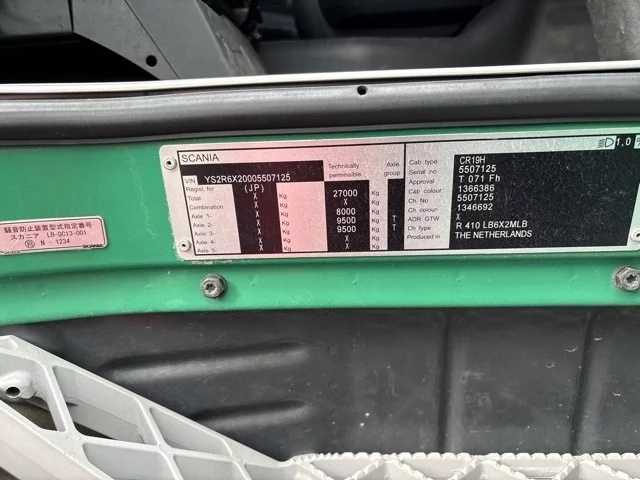 SCANIA
VIN YS2R6X20005507125
Regist. for (JP) Technically permissible Axle group
Total X Kg 27000 Kg
Combination X Kg X Kg
Axle 1- X Kg 8000 Kg
Axle 2- X Kg 9500 Kg T
Axle 3- X Kg 9500 Kg T
Axle 4- X Kg Kg
Axle 5- X Kg Kg
Cab type CR19H
Serial no 5507125
Approval T 071 Fh
Cab colour 1366386
Ch No 5507125
Ch colour 1346692
ADR GTW X
Ch type R 410 LB6X2MLB
Produced in THE NETHERLANDS
1,0 %
騒音防止装置型式指定番号
スカニア LB-DC13-001
N - 1234 SCANIA